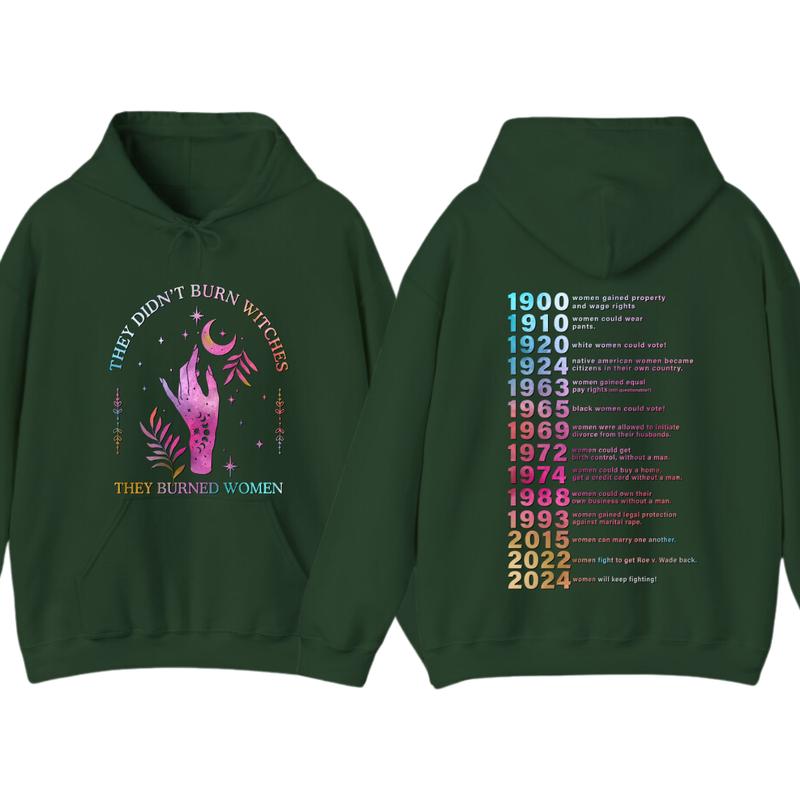 THEY DIDN'T BURN WITCHES
THEY BURNED WOMEN
1900 women gained property
and wage rights
1910 women could wear
pants.
1920 white women could vote!
1924 native american women became
citizens in their own country.
1963 women gained equal
pay rights (still questionable!)
1965 black women could vote!
1969 women were allowed to initiate
divorce from their husbands.
1972 women could get
birth control, without a man.
1974 women could buy a home,
get a credit card without a man.
1988 women could own their
own business without a man.
1993 women gained legal protection
against marital rape.
2015 women can marry one another.
2022 women fight to get Roe v. Wade back.
2024 women will keep fighting!